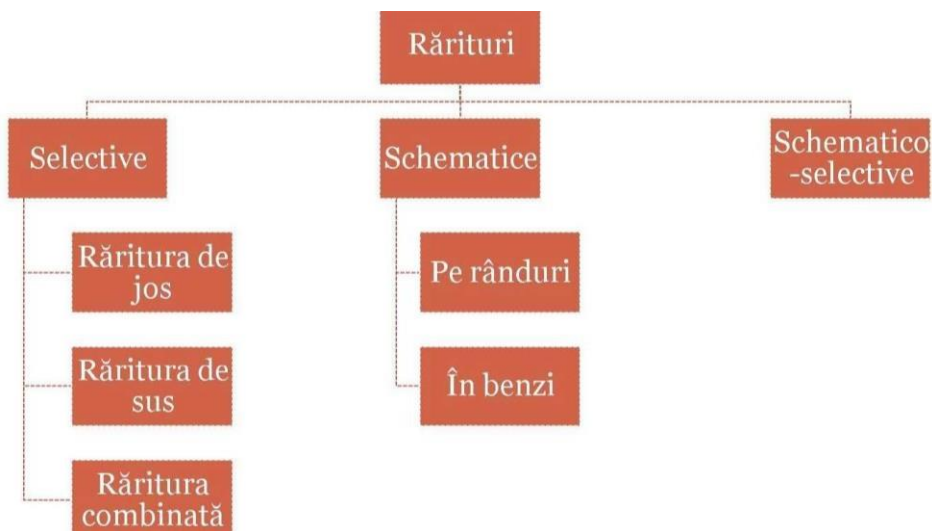 Rărituri
Selective
Schematice
Schematico
-selective
Răritura de
jos
Răritura de
sus
Răritura
combinată
Pe rânduri
În benzi